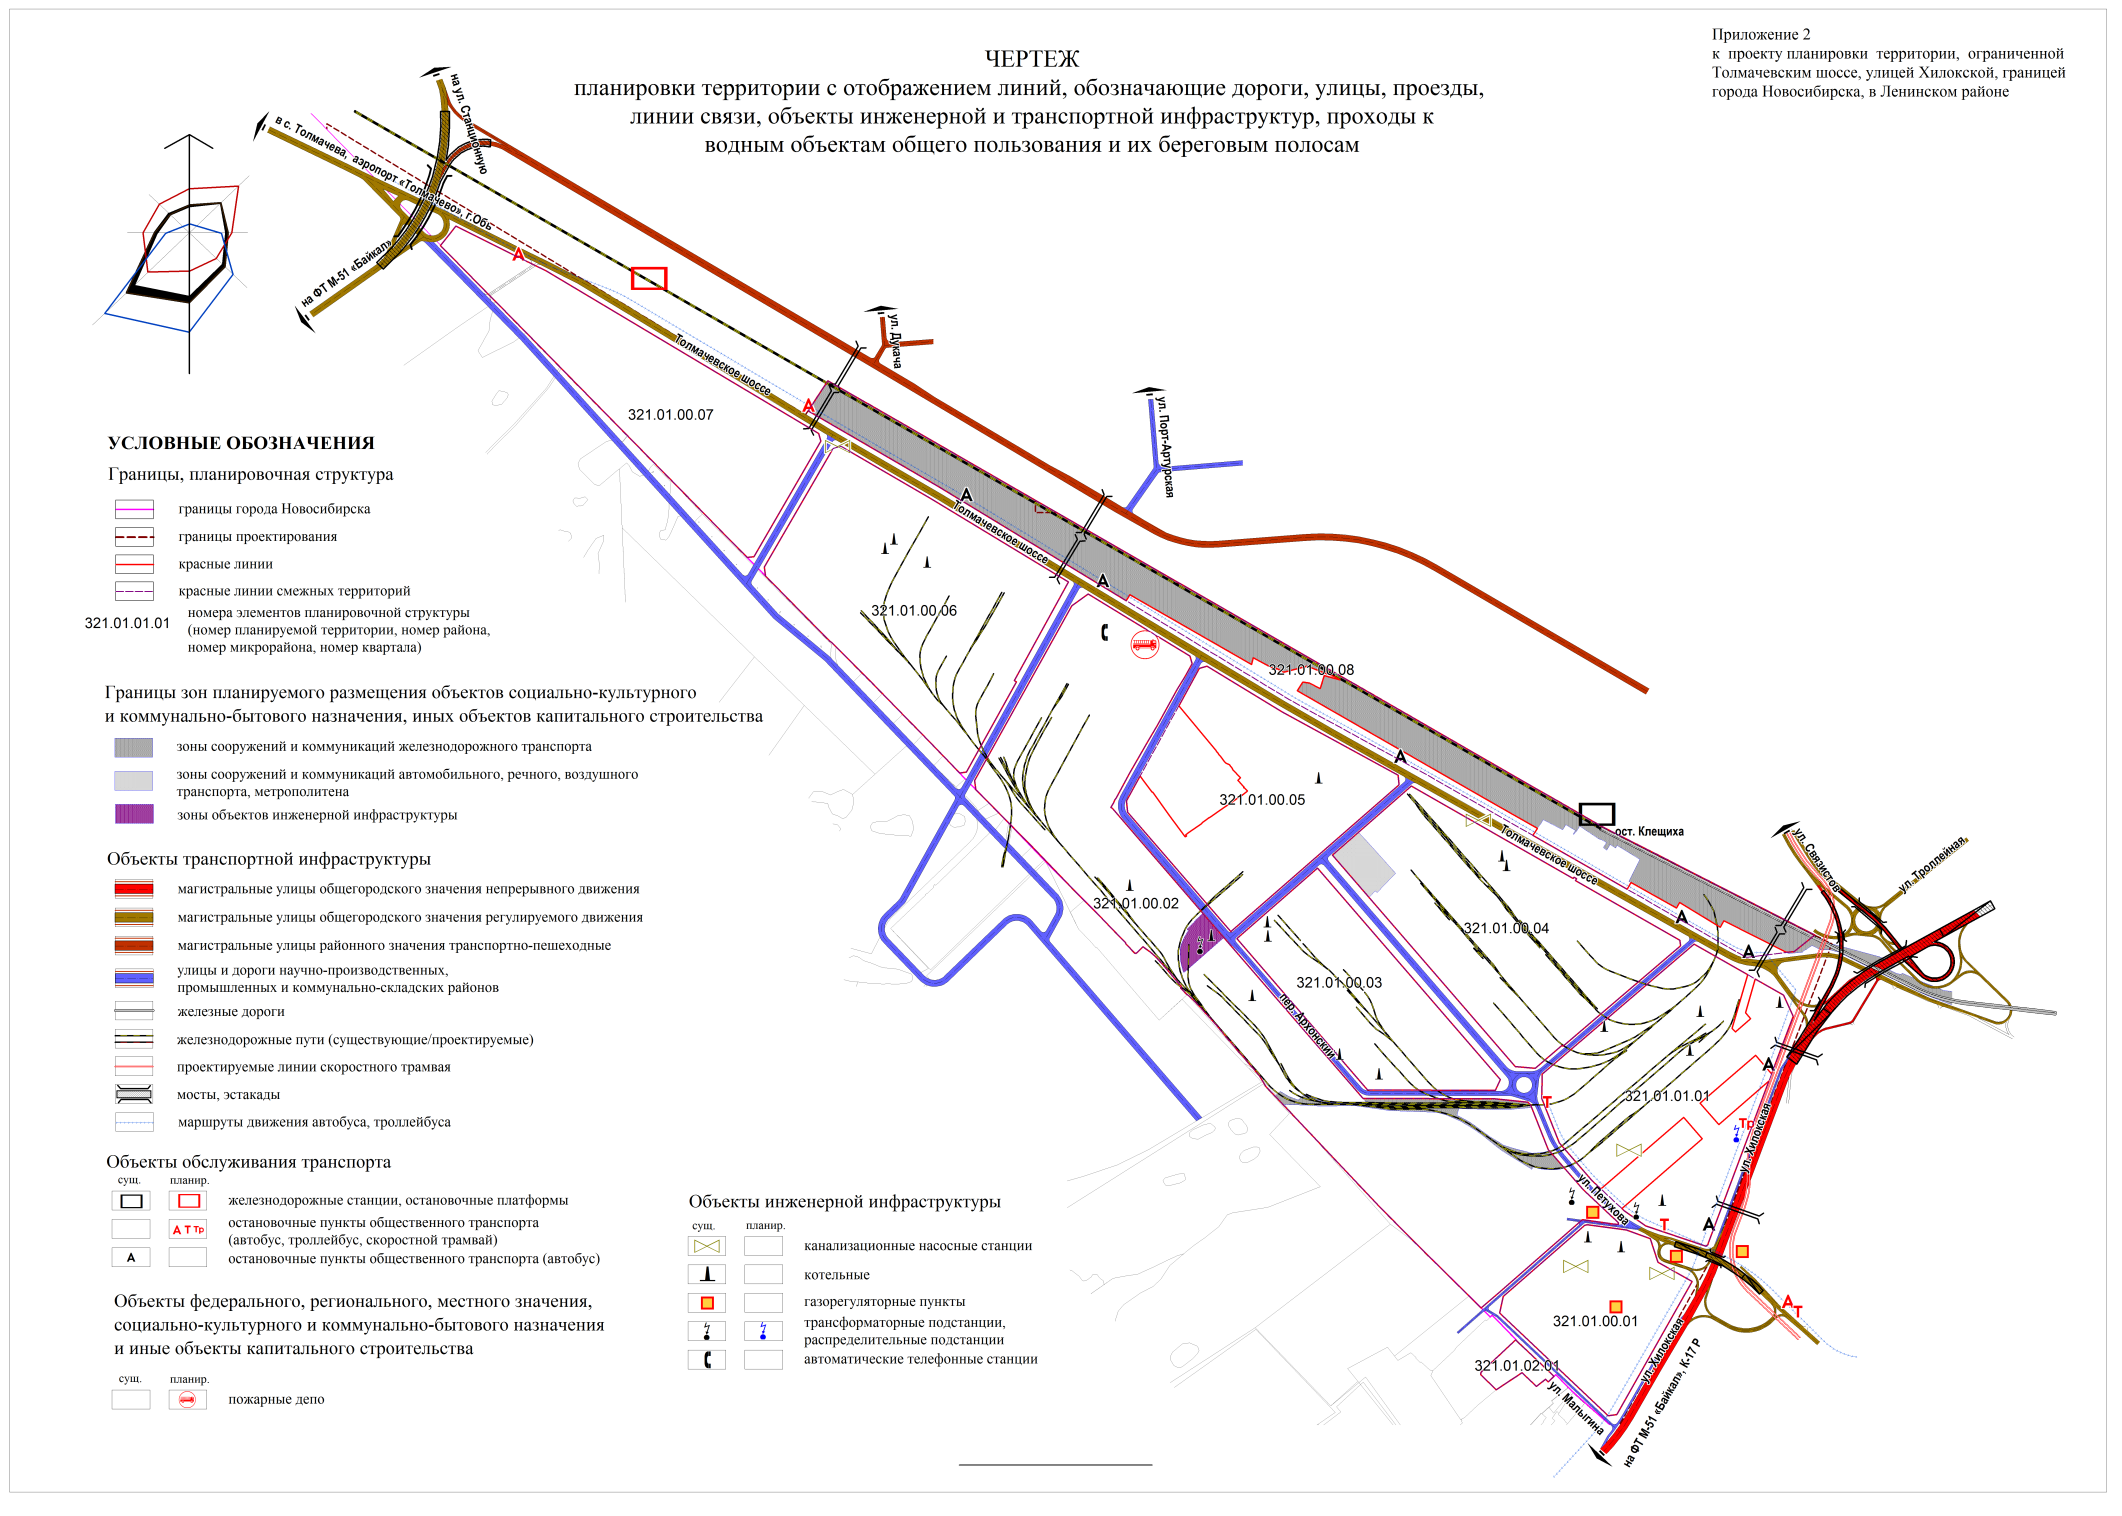 Приложение 2
к проекту планировки территории, ограниченной
Толмачевским шоссе, улицей Хилокской, границей
города Новосибирска, в Ленинском районе
ЧЕРТЕЖ
планировки территории с отображением линий, обозначающие дороги, улицы, проезды,
линии связи, объекты инженерной и транспортной инфраструктур, проходы к
водным объектам общего пользования и их береговым полосам
на ул. Станционную
в с. Толмачева, аэропорт «Толмачево», г.Обь
на ФТ М-51 «Байкал»
Толмачевское шоссе
ул. Дукача
ул. Порт-Артурская
А
А
321.01.00.07
А
Толмачевское шоссе
А
321.01.00.06
321.01.00.08
321.01.00.05
А
Толмачевское шоссе
ост. Клещиха
ул. Связистов
ул. Троллейная
321.01.00.02
321.01.00.04
А
А
321.01.00.03
пер. Архонский
А
321.01.01.01
Т
Тр
ул. Хилокская
ул. Петухова
Т
А
А
Т
321.01.00.01
ул. Хилокская
321.01.02.01
ул. Малыгина
на ФТ М-51 «Байкал», К-17 Р
УСЛОВНЫЕ ОБОЗНАЧЕНИЯ
Границы, планировочная структура
границы города Новосибирска
границы проектирования
красные линии
красные линии смежных территорий
321.01.01.01
номера элементов планировочной структуры
(номер планируемой территории, номер района,
номер микрорайона, номер квартала)
Границы зон планируемого размещения объектов социально-культурного
и коммунально-бытового назначения, иных объектов капитального строительства
зоны сооружений и коммуникаций железнодорожного транспорта
зоны сооружений и коммуникаций автомобильного, речного, воздушного
транспорта, метрополитена
зоны объектов инженерной инфраструктуры
Объекты транспортной инфраструктуры
магистральные улицы общегородского значения непрерывного движения
магистральные улицы общегородского значения регулируемого движения
магистральные улицы районного значения транспортно-пешеходные
улицы и дороги научно-производственных,
промышленных и коммунально-складских районов
железные дороги
железнодорожные пути (существующие/проектируемые)
проектируемые линии скоростного трамвая
мосты, эстакады
маршруты движения автобуса, троллейбуса
Объекты обслуживания транспорта
сущ. планир.
железнодорожные станции, остановочные платформы
А Т Тр
остановочные пункты общественного транспорта
(автобус, троллейбус, скоростной трамвай)
А
остановочные пункты общественного транспорта (автобус)
Объекты федерального, регионального, местного значения,
социально-культурного и коммунально-бытового назначения
и иные объекты капитального строительства
сущ. планир.
пожарные депо
Объекты инженерной инфраструктуры
сущ. планир.
канализационные насосные станции
котельные
газорегуляторные пункты
трансформаторные подстанции,
распределительные подстанции
автоматические телефонные станции